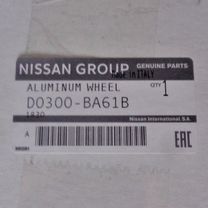 NISSAN GROUP GENUINE PARTS
MADE IN ITALY
ALUMINUM WHEEL QTY 1
D0300-BA61B
1830
Nissan International S.A.
A
EAC